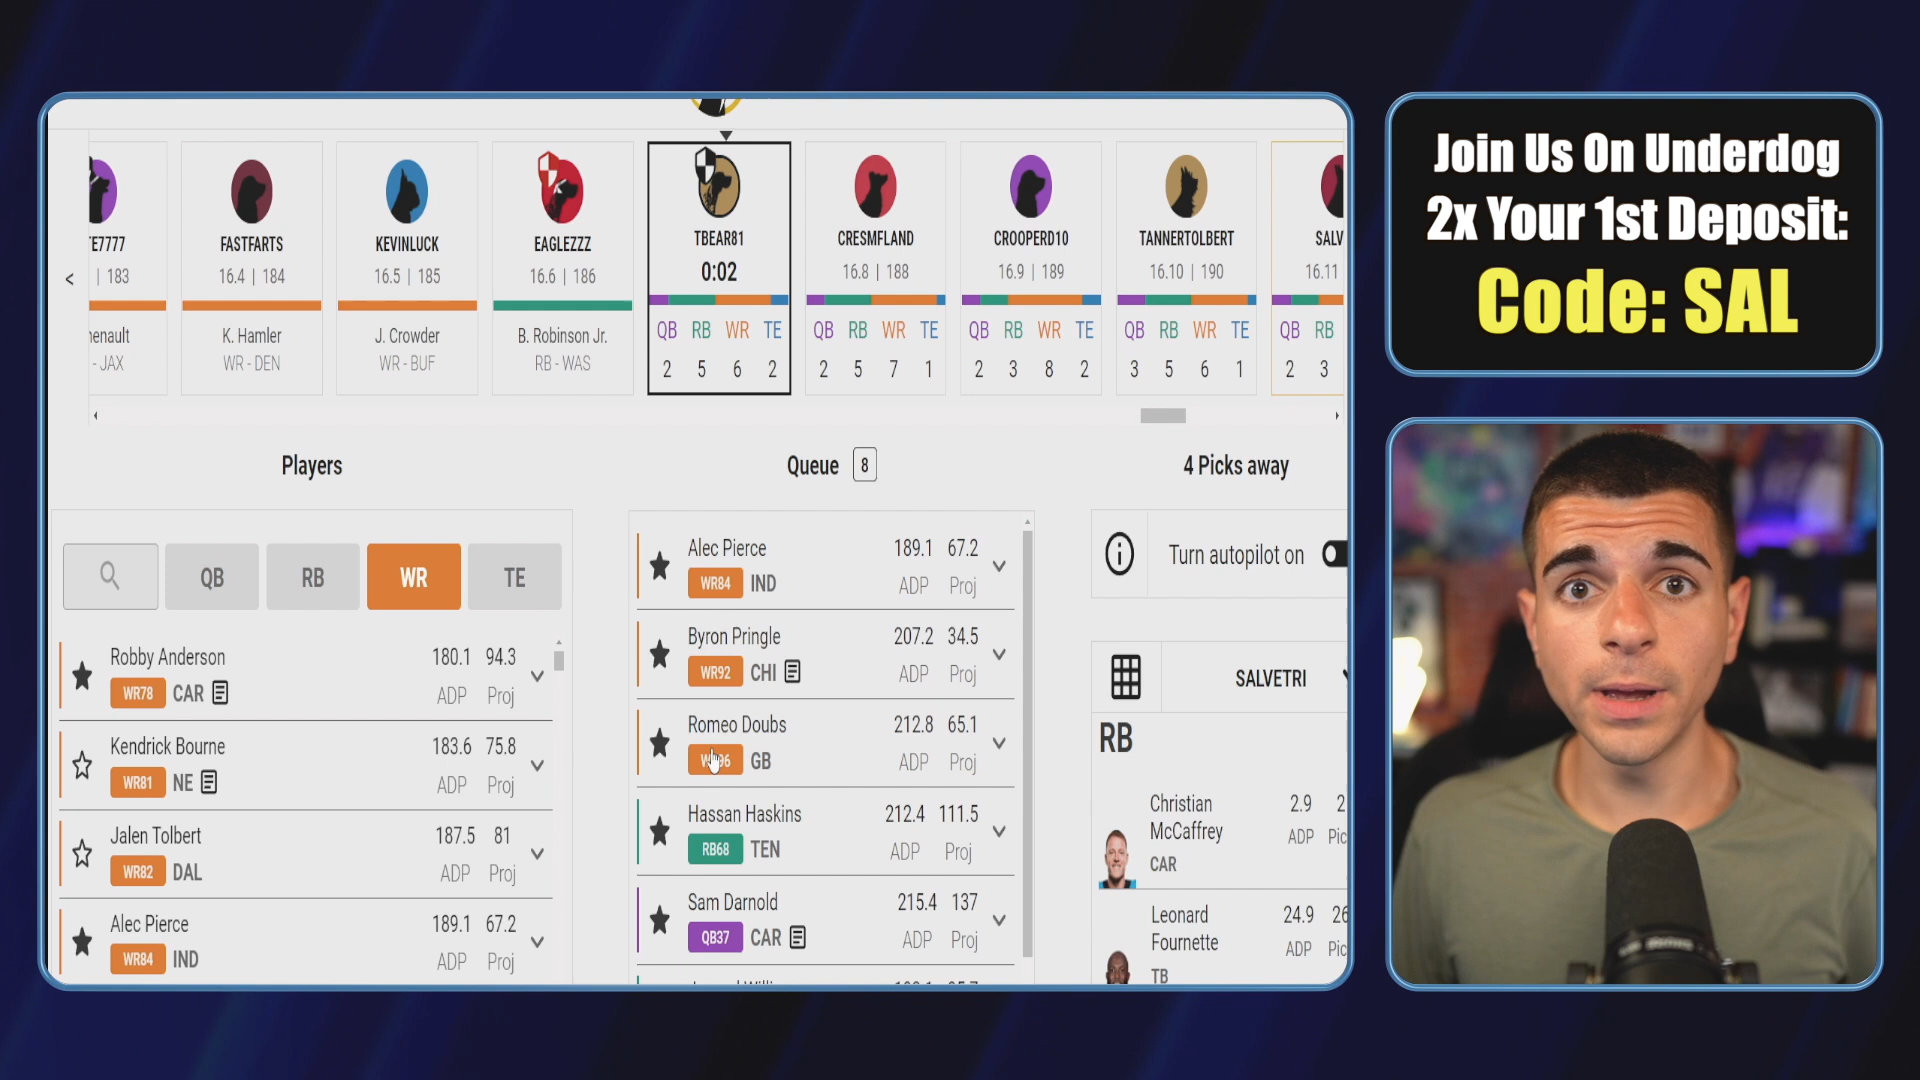 E7777
| 183
henault
- JAX
FASTFARTS
16.4 | 184
K. Hamler
WR - DEN
KEVINLUCK
16.5 | 185
J. Crowder
WR - BUF
EAGLEZZZ
16.6 | 186
B. Robinson Jr.
RB - WAS
TBEAR81
0:02
QB RB WR TE
2 5 6 2
CRESMFLAND
16.8 | 188
QB RB WR TE
2 5 7 1
CROOPERD10
16.9 | 189
QB RB WR TE
2 3 8 2
TANNERTOLBERT
16.10 | 190
QB RB WR TE
3 5 6 1
SALV
16.11
QB RB
2 3
Players
QB RB WR TE
Robby Anderson 180.1 94.3
WR78 CAR ADP Proj
Kendrick Bourne 183.6 75.8
WR81 NE ADP Proj
Jalen Tolbert 187.5 81
WR82 DAL ADP Proj
Alec Pierce 189.1 67.2
WR84 IND ADP Proj
Queue 8
Alec Pierce 189.1 67.2
WR84 IND ADP Proj
Byron Pringle 207.2 34.5
WR92 CHI ADP Proj
Romeo Doubs 212.8 65.1
GB ADP Proj
Hassan Haskins 212.4 111.5
RB68 TEN ADP Proj
Sam Darnold 215.4 137
QB37 CAR ADP Proj
4 Picks away
Turn autopilot on
SALVETRI
RB
Christian 2.9 2
McCaffrey ADP Pic
CAR
Leonard 24.9 26
Fournette ADP Pic
TB
Join Us On Underdog
2x Your 1st Deposit:
Code: SAL